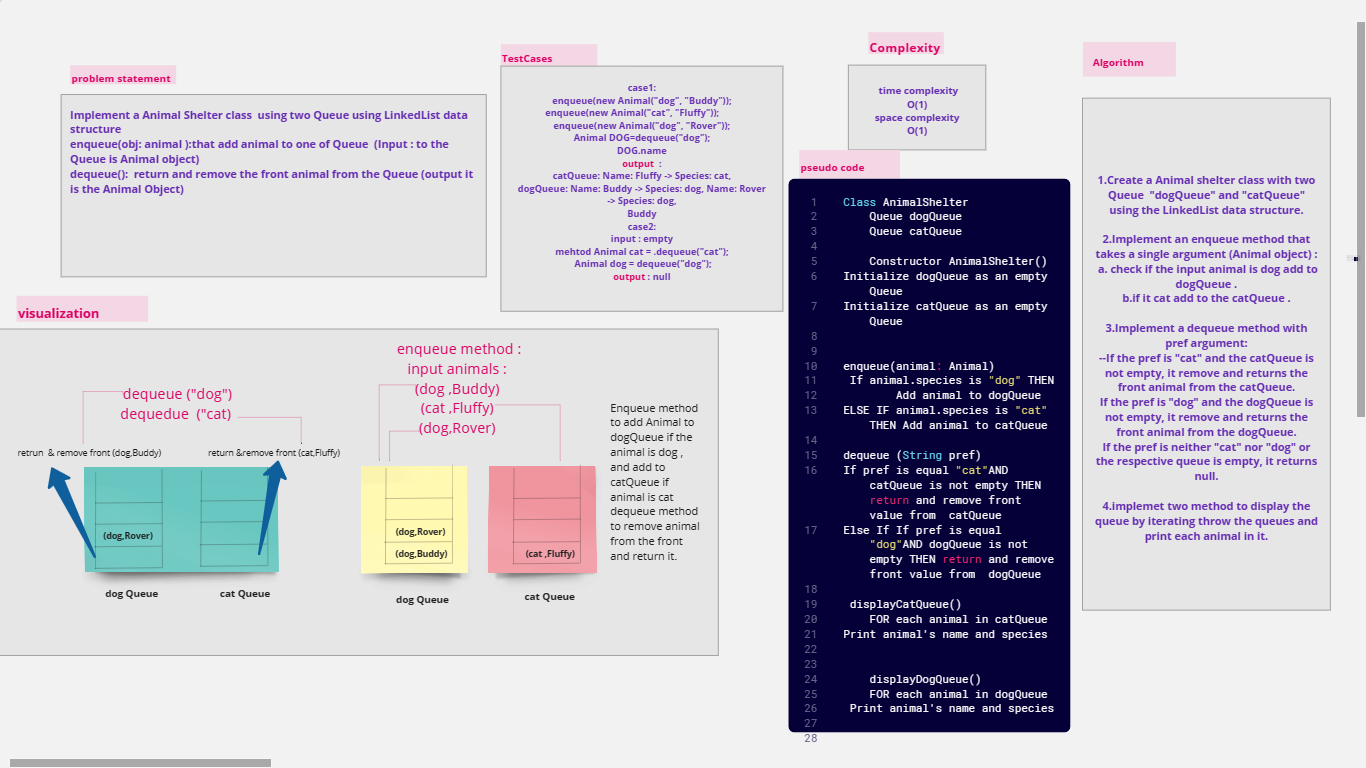 problem statement
Implement a Animal Shelter class  using two Queue using LinkedList data
structure
enqueue(obj: animal ):that add animal to one of Queue  (Input : to the
Queue is Animal object)
dequeue():  return and remove the front animal from the Queue (output it
is the Animal Object)
TestCases
case1:
enqueue(new Animal("dog", "Buddy"));
enqueue(new Animal("cat", "Fluffy"));
enqueue(new Animal("dog", "Rover"));
Animal DOG=dequeue("dog");
DOG.name
output  :
catQueue: Name: Fluffy -> Species: cat,
dogQueue: Name: Buddy -> Species: dog, Name: Rover
-> Species: dog,
Buddy
case2:
input : empty
mehtod Animal cat = .dequeue("cat");
Animal dog = dequeue("dog");
output : null
Complexity
time complexity
O(1)
space complexity
O(1)
pseudo code
1 Class AnimalShelter
2 Queue dogQueue
3 Queue catQueue
4
5 Constructor AnimalShelter()
6 Initialize dogQueue as an empty
Queue
7 Initialize catQueue as an empty
Queue
8
9
10 enqueue(animal: Animal)
11 If animal.species is "dog" THEN
12 Add animal to dogQueue
13 ELSE IF animal.species is "cat"
THEN Add animal to catQueue
14
15 dequeue (String pref)
16 If pref is equal "cat"AND
catQueue is not empty THEN
return and remove front
value from  catQueue
17 Else If If pref is equal
"dog"AND dogQueue is not
empty THEN return and remove
front value from  dogQueue
18
19 displayCatQueue()
20 FOR each animal in catQueue
21 Print animal's name and species
22
23
24 displayDogQueue()
25 FOR each animal in dogQueue
26 Print animal's name and species
27
28
Algorithm
1.Create a Animal shelter class with two
Queue  "dogQueue" and "catQueue"
using the LinkedList data structure.
2.Implement an enqueue method that
takes a single argument (Animal object) :
a. check if the input animal is dog add to
dogQueue .
b.if it cat add to the catQueue .
3.Implement a dequeue method with
pref argument:
--If the pref is "cat" and the catQueue is
not empty, it remove and returns the
front animal from the catQueue.
If the pref is "dog" and the dogQueue is
not empty, it remove and returns the
front animal from the dogQueue.
If the pref is neither "cat" nor "dog" or
the respective queue is empty, it returns
null.
4.implemet two method to display the
queue by iterating throw the queues and
print each animal in it.
visualization
dequeue ("dog")
dequedue  ("cat)
retrun  & remove front (dog,Buddy)
return &remove front (cat,Fluffy)
(dog,Rover)
dog Queue
cat Queue
enqueue method :
input animals :
(dog ,Buddy)
(cat ,Fluffy)
(dog,Rover)
(dog,Rover)
(dog,Buddy)
(cat ,Fluffy)
dog Queue
cat Queue
Enqueue method
to add Animal to
dogQueue if the
animal is dog ,
and add to
catQueue if
animal is cat
dequeue method
to remove animal
from the front
and return it.